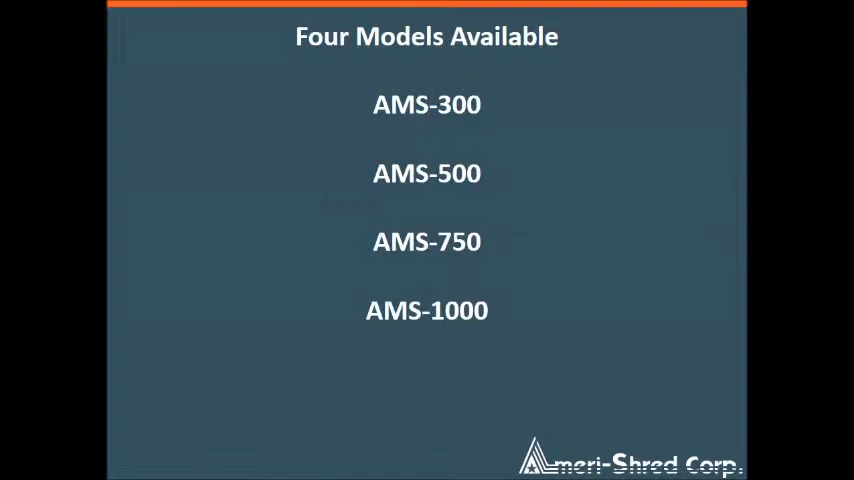 Four Models Available
AMS-300
AMS-500
AMS-750
AMS-1000
Ameri-Shred Corp.